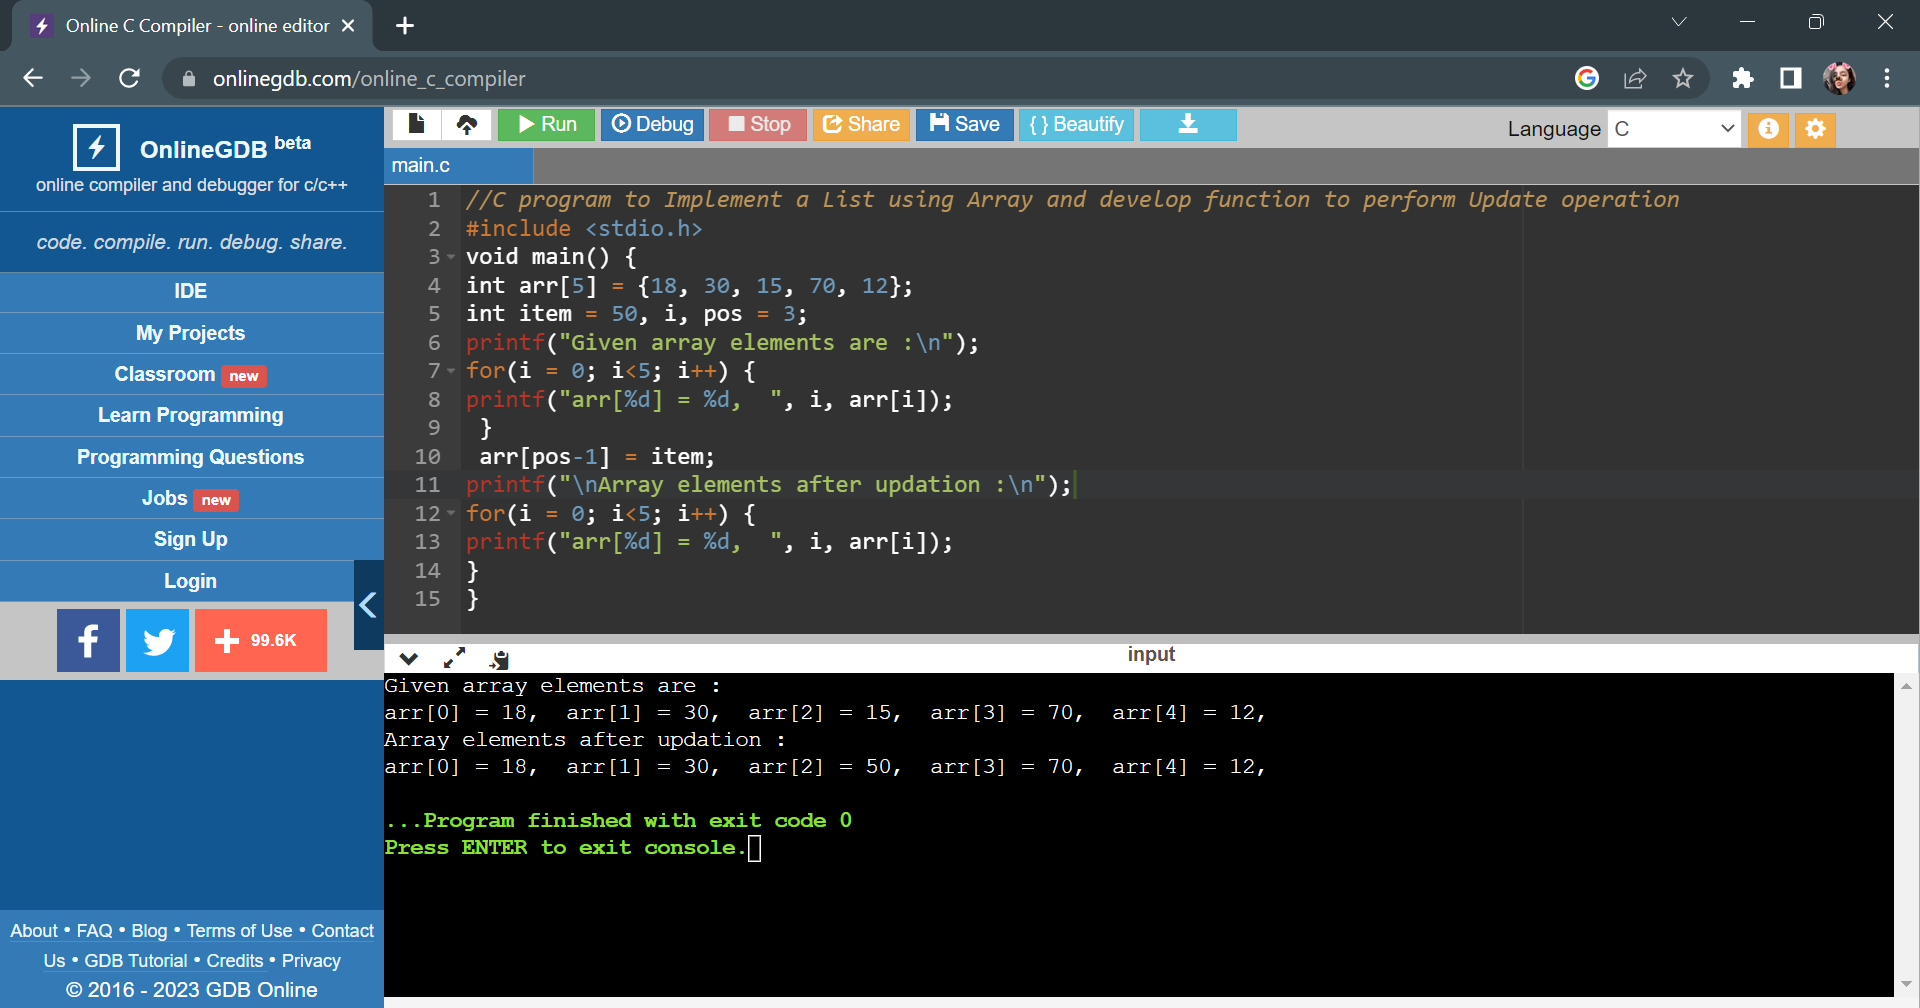 Online C Compiler - online editor
onlinegdb.com/online_c_compiler
OnlineGDB beta
online compiler and debugger for c/c++
code. compile. run. debug. share.
IDE
My Projects
Classroom new
Learn Programming
Programming Questions
Jobs new
Sign Up
Login
99.6K
About • FAQ • Blog • Terms of Use • Contact
Us • GDB Tutorial • Credits • Privacy
© 2016 - 2023 GDB Online
Run Debug Stop Share Save { } Beautify
Language C
main.c
1 //C program to Implement a List using Array and develop function to perform Update operation
2 #include <stdio.h>
3 void main() {
4 int arr[5] = {18, 30, 15, 70, 12};
5 int item = 50, i, pos = 3;
6 printf("Given array elements are :\n");
7 for(i = 0; i<5; i++) {
8 printf("arr[%d] = %d,  ", i, arr[i]);
9  }
10  arr[pos-1] = item;
11 printf("\nArray elements after updation :\n");
12 for(i = 0; i<5; i++) {
13 printf("arr[%d] = %d,  ", i, arr[i]);
14 }
15 }
input
Given array elements are :
arr[0] = 18,  arr[1] = 30,  arr[2] = 15,  arr[3] = 70,  arr[4] = 12,
Array elements after updation :
arr[0] = 18,  arr[1] = 30,  arr[2] = 50,  arr[3] = 70,  arr[4] = 12,
...Program finished with exit code 0
Press ENTER to exit console.